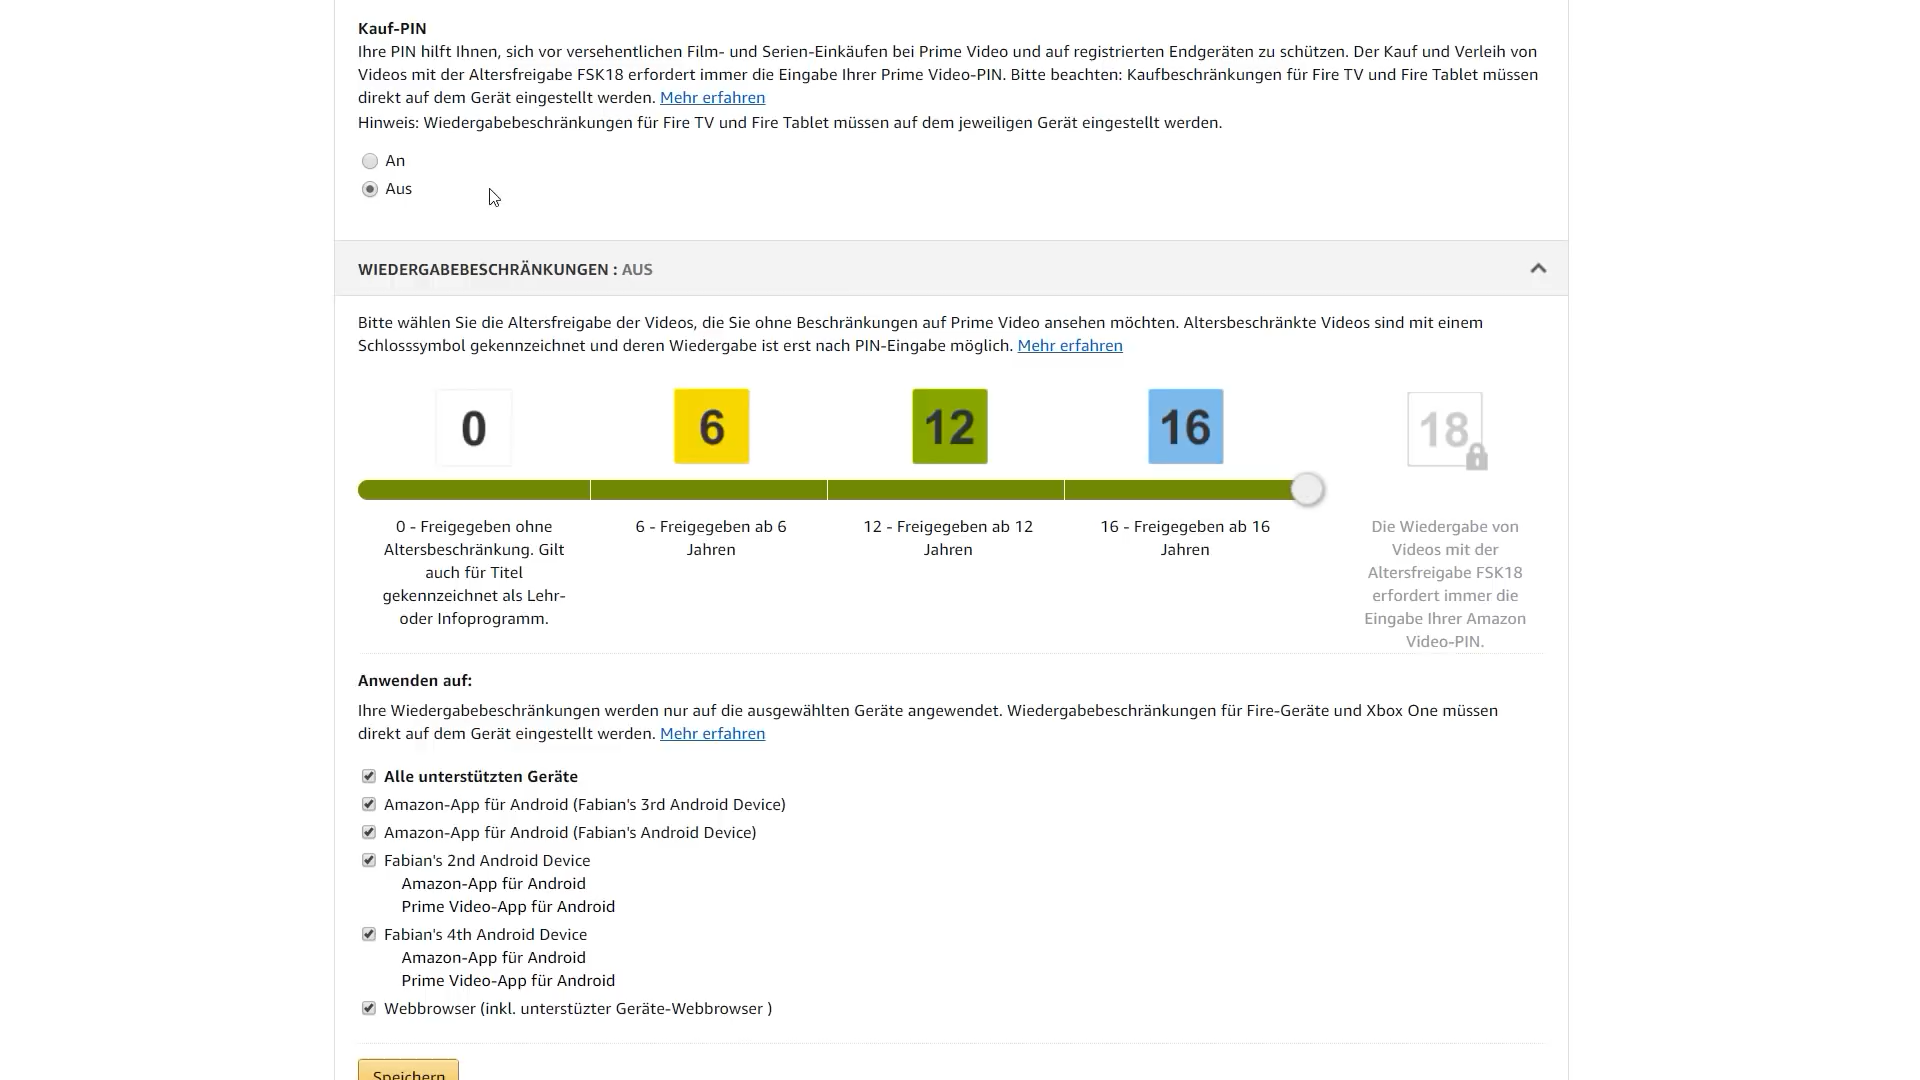 Kauf-PIN
Ihre PIN hilft Ihnen, sich vor versehentlichen Film- und Serien-Einkäufen bei Prime Video und auf registrierten Endgeräten zu schützen. Der Kauf und Verleih von
Videos mit der Altersfreigabe FSK18 erfordert immer die Eingabe Ihrer Prime Video-PIN. Bitte beachten: Kaufbeschränkungen für Fire TV und Fire Tablet müssen
direkt auf dem Gerät eingestellt werden. Mehr erfahren
Hinweis: Wiedergabebeschränkungen für Fire TV und Fire Tablet müssen auf dem jeweiligen Gerät eingestellt werden.
An
Aus
WIEDERGABEBESCHRÄNKUNGEN : AUS
Bitte wählen Sie die Altersfreigabe der Videos, die Sie ohne Beschränkungen auf Prime Video ansehen möchten. Altersbeschränkte Videos sind mit einem
Schlosssymbol gekennzeichnet und deren Wiedergabe ist erst nach PIN-Eingabe möglich. Mehr erfahren
0
6
12
16
18
0 - Freigegeben ohne
Altersbeschränkung. Gilt
auch für Titel
gekennzeichnet als Lehr-
oder Infoprogramm.
6 - Freigegeben ab 6
Jahren
12 - Freigegeben ab 12
Jahren
16 - Freigegeben ab 16
Jahren
Die Wiedergabe von
Videos mit der
Altersfreigabe FSK18
erfordert immer die
Eingabe Ihrer Amazon
Video-PIN.
Anwenden auf:
Ihre Wiedergabebeschränkungen werden nur auf die ausgewählten Geräte angewendet. Wiedergabebeschränkungen für Fire-Geräte und Xbox One müssen
direkt auf dem Gerät eingestellt werden. Mehr erfahren
Alle unterstützten Geräte
Amazon-App für Android (Fabian's 3rd Android Device)
Amazon-App für Android (Fabian's Android Device)
Fabian's 2nd Android Device
Amazon-App für Android
Prime Video-App für Android
Fabian's 4th Android Device
Amazon-App für Android
Prime Video-App für Android
Webbrowser (inkl. unterstüzter Geräte-Webbrowser )
Speichern